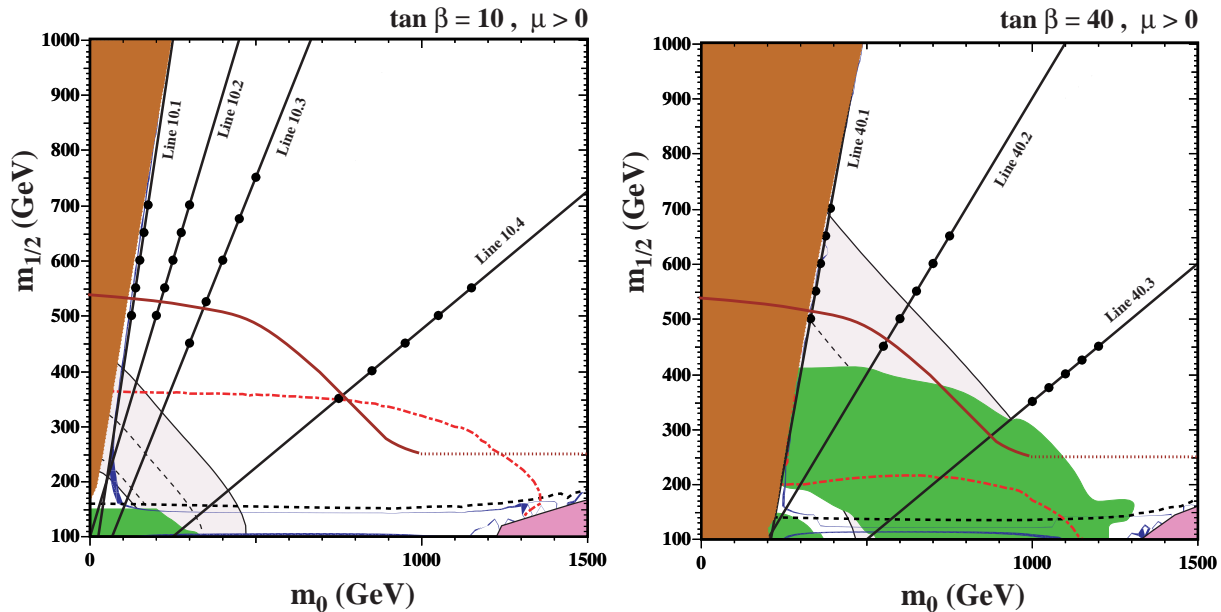 tan β = 10 , μ > 0
1000
900
800
700
600
500
400
300
200
100
m1/2 (GeV)
Line 10.1
Line 10.2
Line 10.3
Line 10.4
0
1000
1500
m0 (GeV)
tan β = 40 , μ > 0
1000
900
800
700
600
500
400
300
200
100
m1/2 (GeV)
Line 40.1
Line 40.2
Line 40.3
0
1000
1500
m0 (GeV)